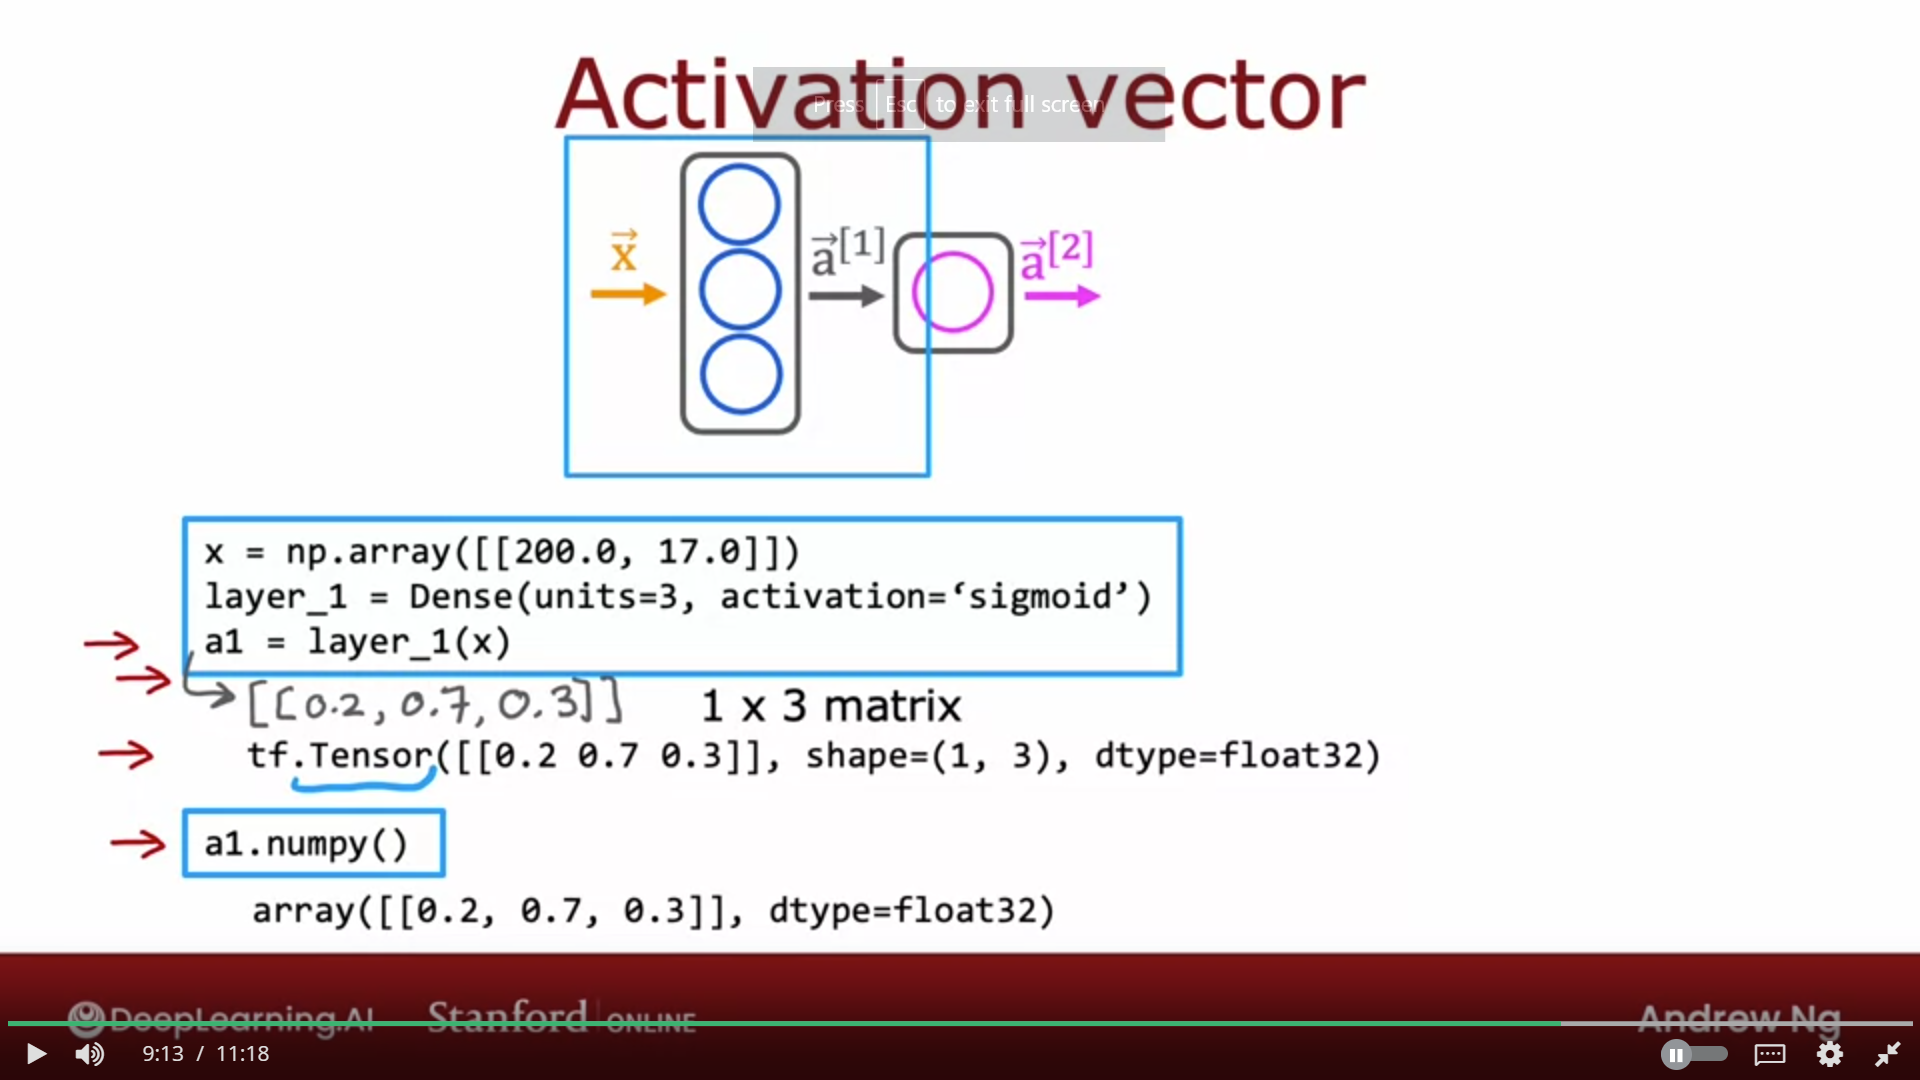 Activation vector
Press Esc to exit full screen
x⃗
a⃗[1]
a⃗[2]
x = np.array([[200.0, 17.0]])
layer_1 = Dense(units=3, activation=‘sigmoid’)
a1 = layer_1(x)
[[0.2, 0.7, 0.3]] 1 x 3 matrix
tf.Tensor([[0.2 0.7 0.3]], shape=(1, 3), dtype=float32)
a1.numpy()
array([[0.2, 0.7, 0.3]], dtype=float32)
DeepLearning.AI Stanford ONLINE Andrew Ng
9:13 / 11:18